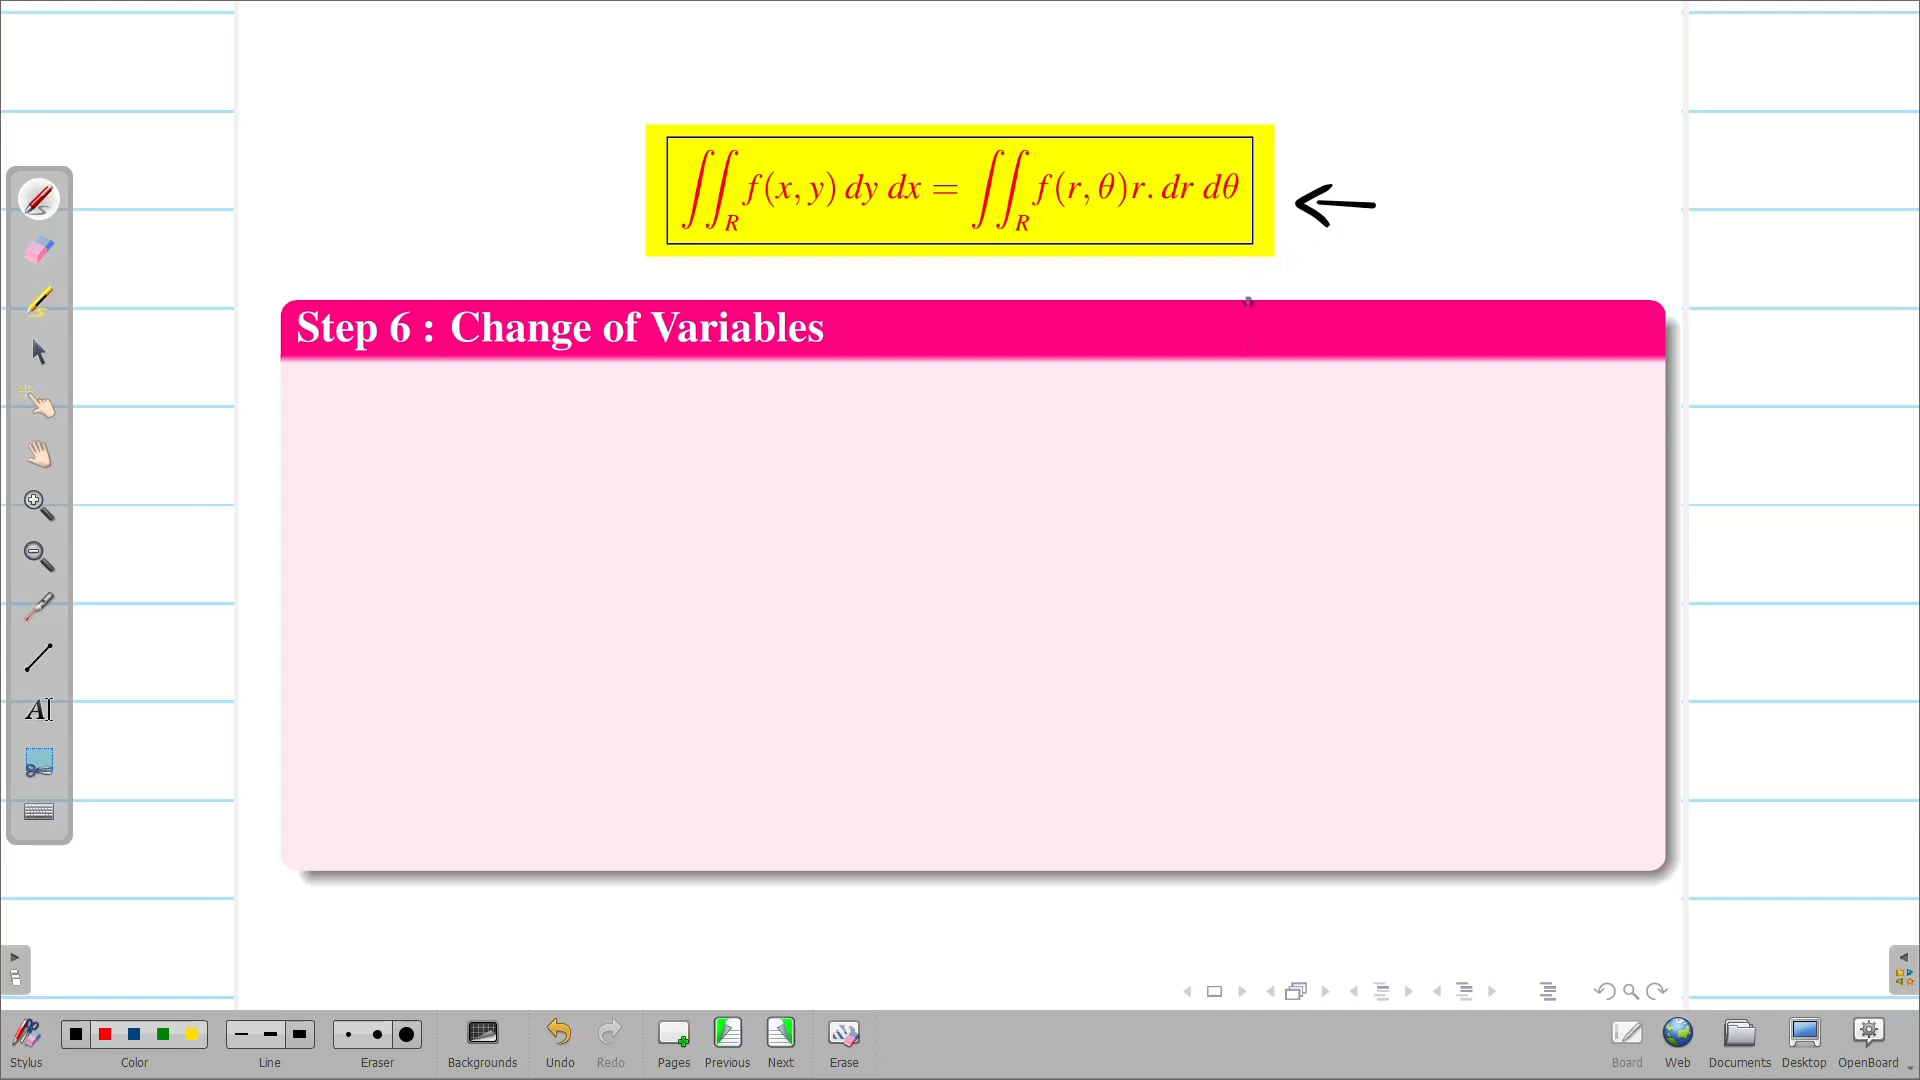 ∬_R f(x, y) dy dx = ∬_R f(r, θ)r. dr dθ
Step 6 : Change of Variables
A
Stylus Color Line Eraser Backgrounds Undo Redo Pages Previous Next Erase Board Web Documents Desktop OpenBoard